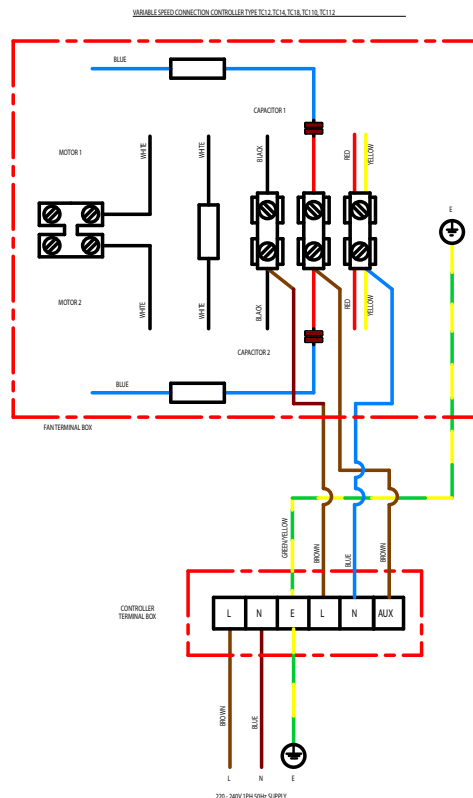 VARIABLE SPEED CONNECTION CONTROLLER TYPE TC12, TC14, TC18, TC110, TC112
BLUE
CAPACITOR 1
MOTOR 1
WHITE
WHITE
BLACK
RED
YELLOW
E
MOTOR 2
WHITE
WHITE
BLACK
RED
YELLOW
CAPACITOR 2
BLUE
FAN TERMINAL BOX
GREEN/YELLOW
BROWN
BLUE
BROWN
CONTROLLER
TERMINAL BOX
L N E L N AUX
BROWN
BLUE
L N E
220 - 240V 1PH 50Hz SUPPLY